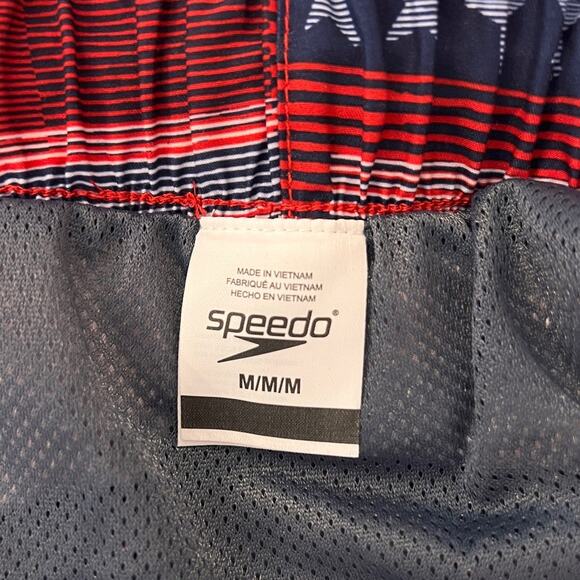 MADE IN VIETNAM
FABRIQUÉ AU VIETNAM
HECHO EN VIETNAM
speedo®
M/M/M